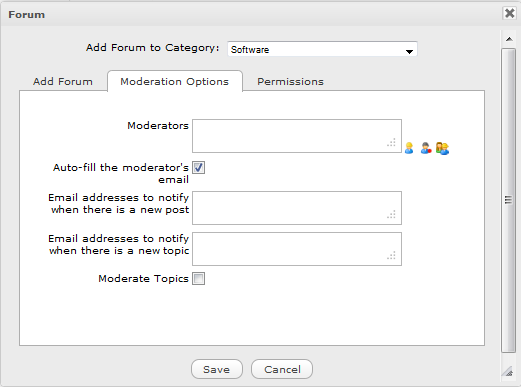 Forum
Add Forum to Category: Software
Add Forum Moderation Options Permissions
Moderators
Auto-fill the moderator's
email
Email addresses to notify
when there is a new post
Email addresses to notify
when there is a new topic
Moderate Topics
Save Cancel